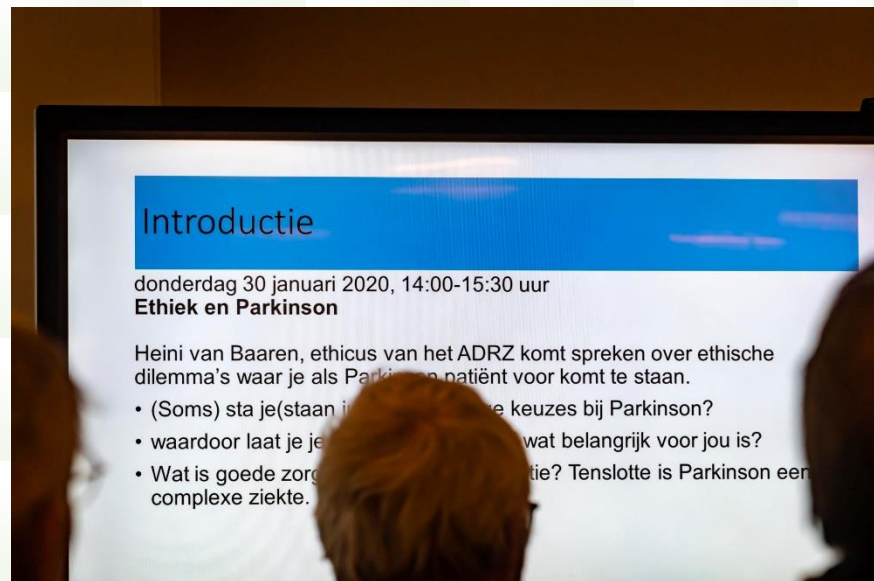 Introductie
donderdag 30 januari 2020, 14:00-15:30 uur
Ethiek en Parkinson
Heini van Baaren, ethicus van het ADRZ komt spreken over ethische
dilemma's waar je als Parkinson patiënt voor komt te staan.
• (Soms) sta je(staan keuzes bij Parkinson?
• waardoor laat je wat belangrijk voor jou is?
• Wat is goede zorg Tenslotte is Parkinson een
complexe ziekte.